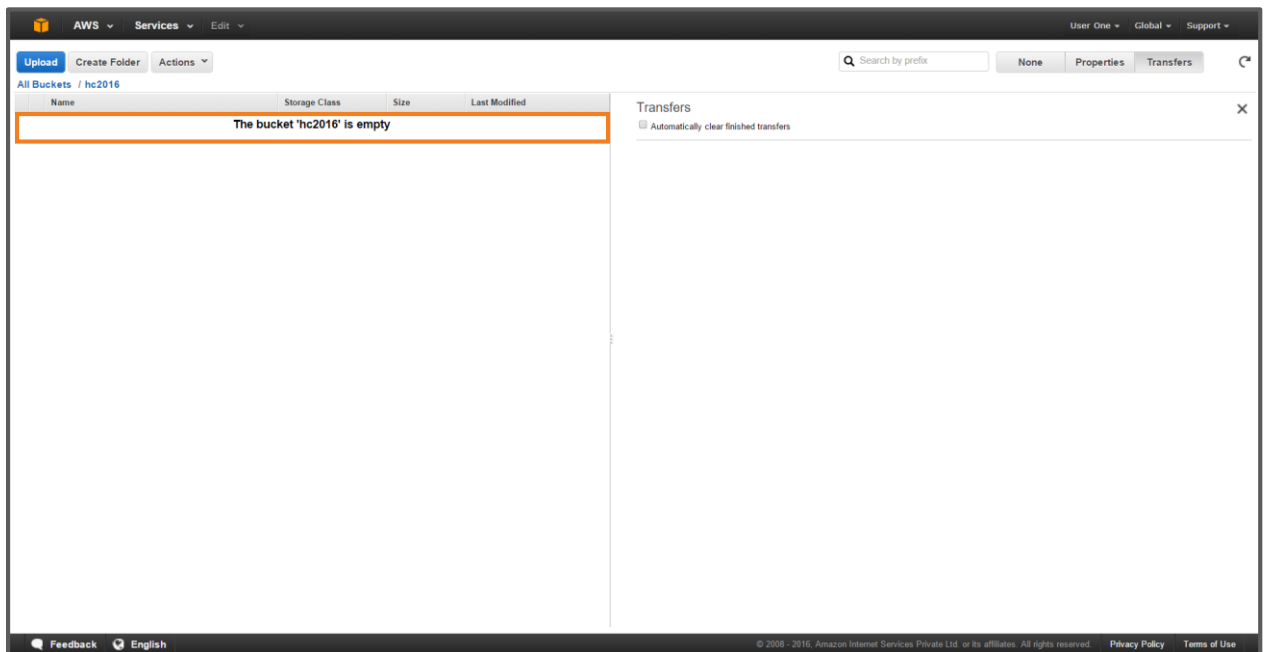 AWS Services Edit User One Global Support
Upload Create Folder Actions Search by prefix None Properties Transfers
All Buckets / hc2016
Name Storage Class Size Last Modified
The bucket 'hc2016' is empty
Transfers
Automatically clear finished transfers
Feedback English © 2008 - 2016, Amazon Internet Services Private Ltd. or its affiliates. All rights reserved. Privacy Policy Terms of Use